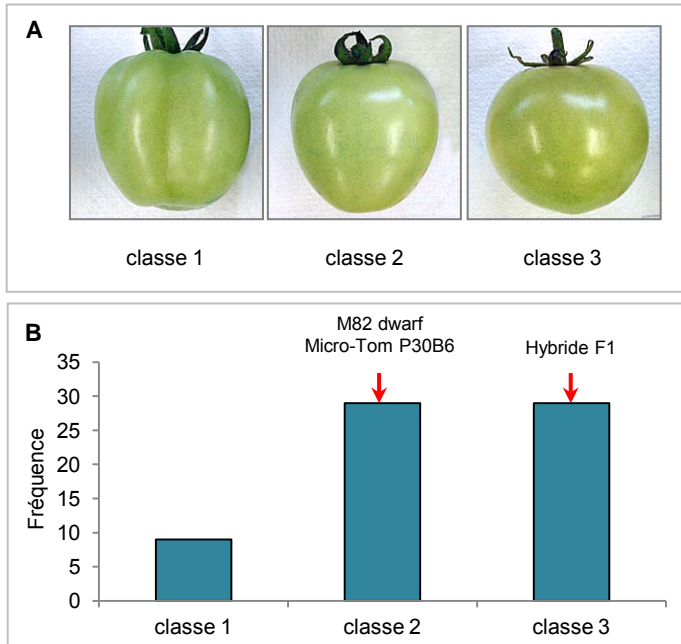 A
classe 1 classe 2 classe 3
B
M82 dwarf
Micro-Tom P30B6
Hybride F1
Fréquence
35
30
25
20
15
10
5
0
classe 1 classe 2 classe 3